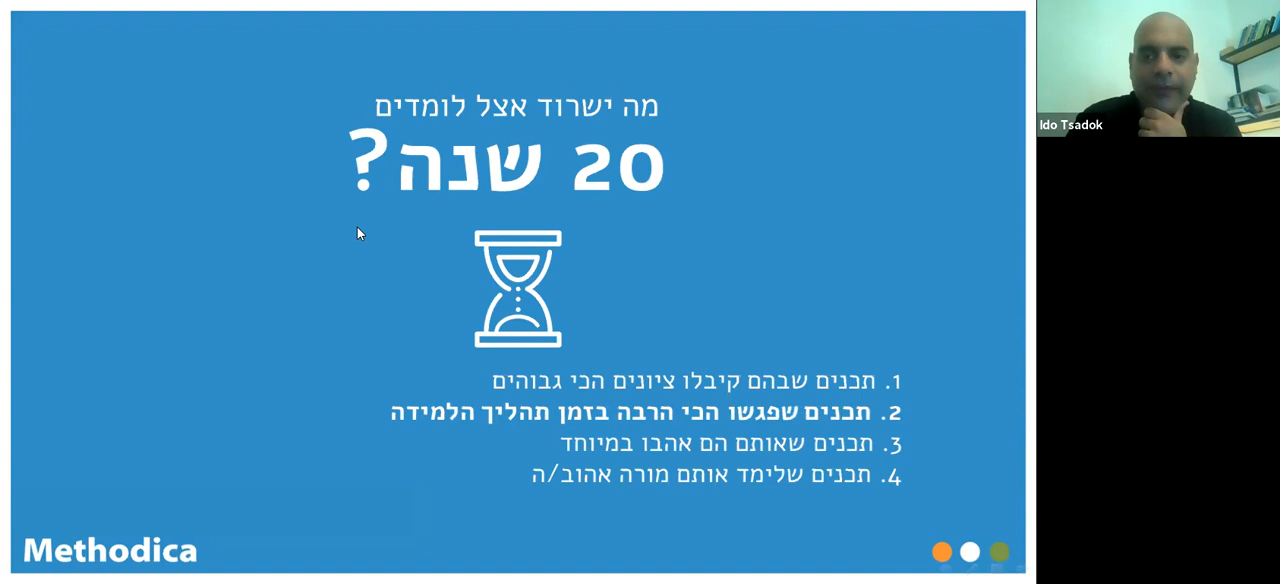 מה ישרוד אצל לומדים
20 שנה?
1. תכנים שבהם קיבלו ציונים הכי גבוהים
2. תכנים שפגשו הכי הרבה בזמן תהליך הלמידה
3. תכנים שאותם הם אהבו במיוחד
4. תכנים שלימד אותם מורה אהוב/ה
Methodica
Ido Tsadok